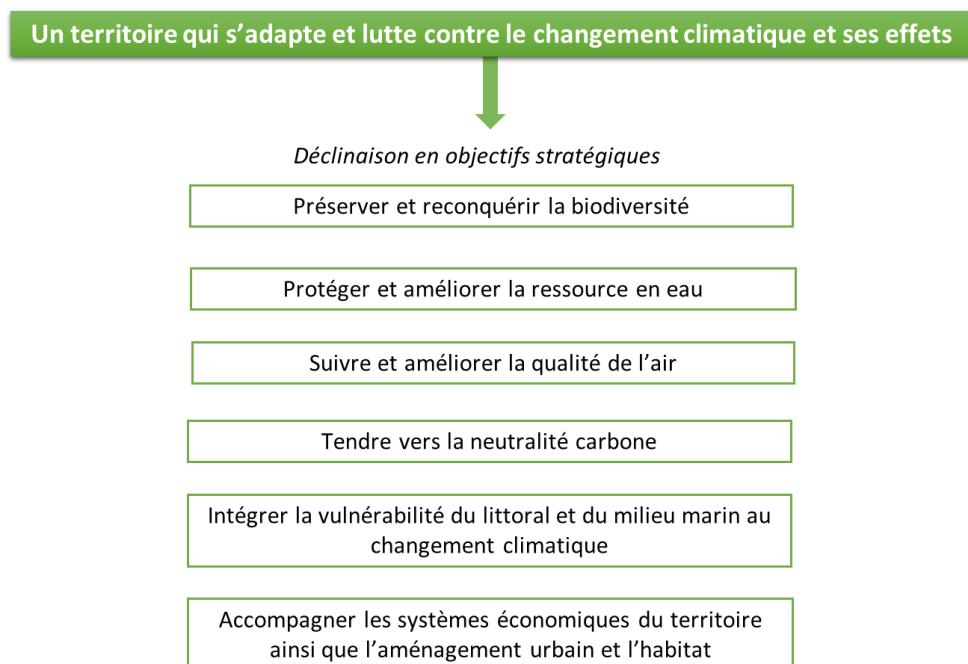 Un territoire qui s’adapte et lutte contre le changement climatique et ses effets
Déclinaison en objectifs stratégiques
Préserver et reconquérir la biodiversité
Protéger et améliorer la ressource en eau
Suivre et améliorer la qualité de l’air
Tendre vers la neutralité carbone
Intégrer la vulnérabilité du littoral et du milieu marin au
changement climatique
Accompagner les systèmes économiques du territoire
ainsi que l’aménagement urbain et l’habitat